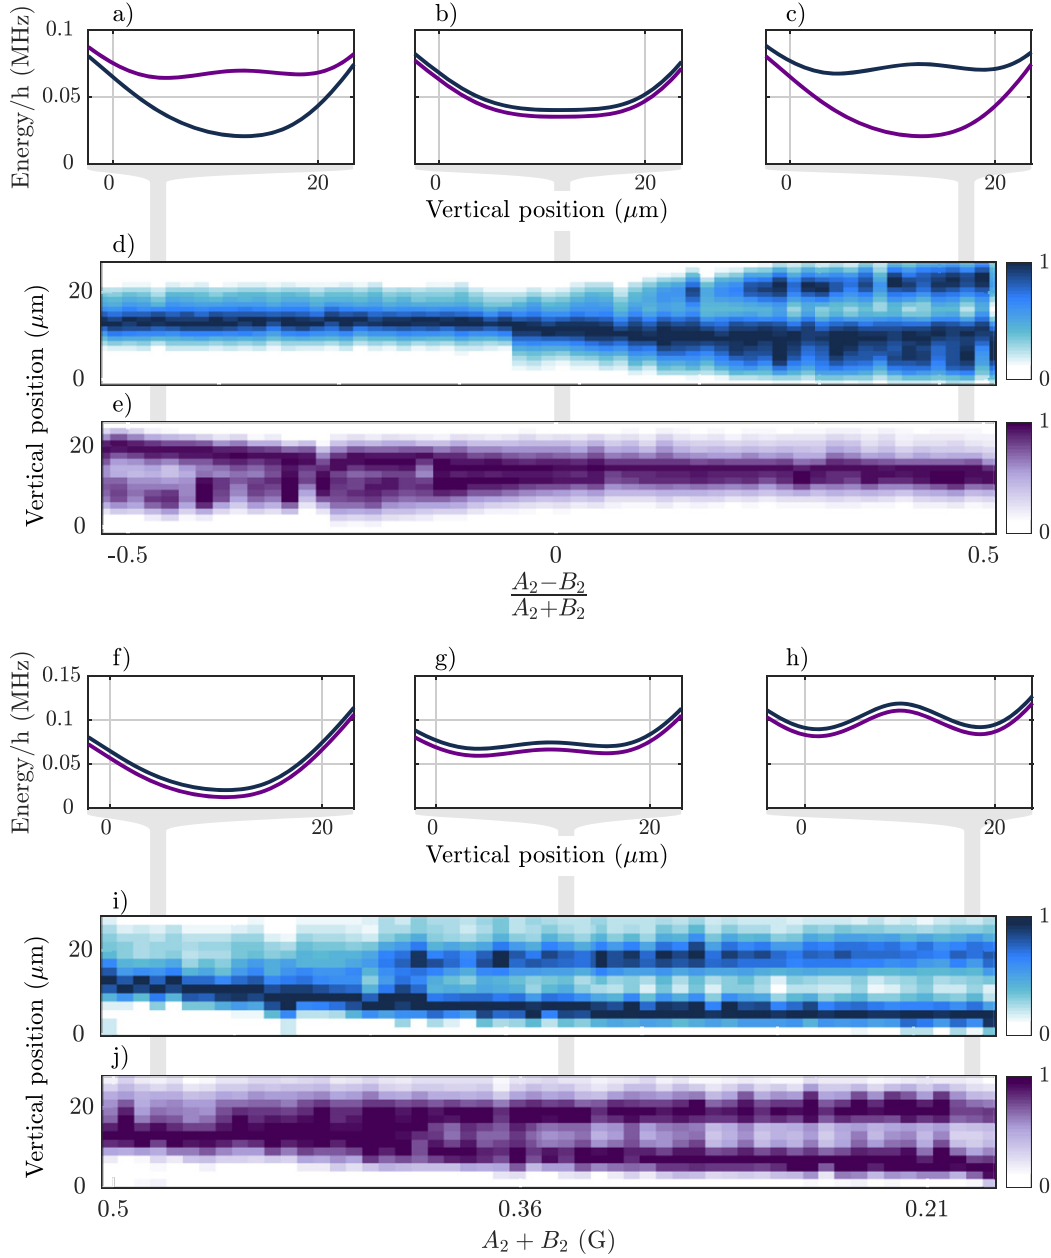 a) b) c)
Energy/h (MHz)
0.1
0.05
0
0 20 0 20 0 20
Vertical position (μm)
d)
Vertical position (μm)
20
0
1
0
e)
20
0
1
0
-0.5 0 0.5
A₂−B₂
A₂+B₂
f) g) h)
Energy/h (MHz)
0.15
0.1
0.05
0
0 20 0 20 0 20
Vertical position (μm)
i)
Vertical position (μm)
20
0
1
0
j)
20
0
1
0
0.5 0.36 0.21
A₂ + B₂ (G)